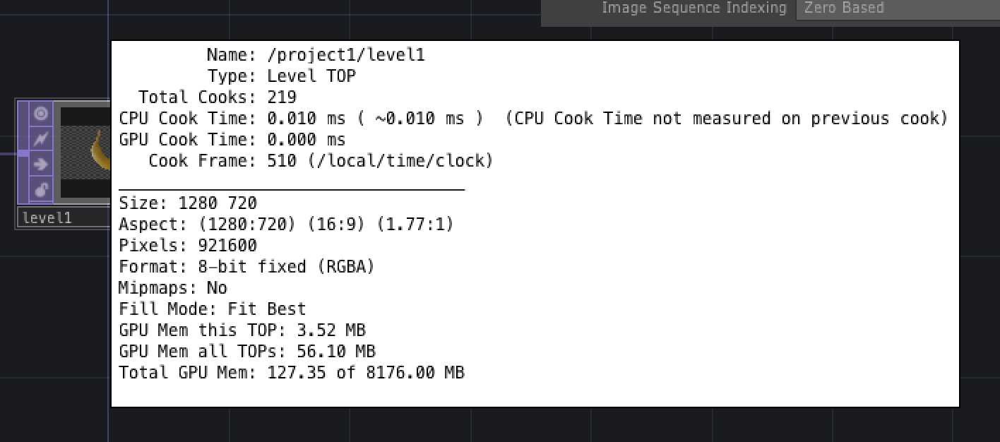 Image Sequence Indexing Zero Based
Name: /project1/level1
Type: Level TOP
Total Cooks: 219
CPU Cook Time: 0.010 ms ( ~0.010 ms )  (CPU Cook Time not measured on previous cook)
GPU Cook Time: 0.000 ms
Cook Frame: 510 (/local/time/clock)
Size: 1280 720
Aspect: (1280:720) (16:9) (1.77:1)
Pixels: 921600
Format: 8-bit fixed (RGBA)
Mipmaps: No
Fill Mode: Fit Best
GPU Mem this TOP: 3.52 MB
GPU Mem all TOPs: 56.10 MB
Total GPU Mem: 127.35 of 8176.00 MB
level1